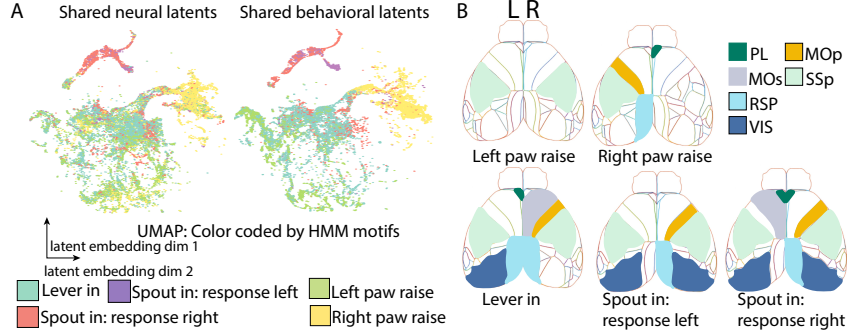 A
Shared neural latents
Shared behavioral latents
UMAP: Color coded by HMM motifs
latent embedding dim 1
latent embedding dim 2
Lever in
Spout in: response left
Left paw raise
Spout in: response right
Right paw raise
B
L R
PL
MOp
MOs
SSp
RSP
VIS
Left paw raise
Right paw raise
Lever in
Spout in:
response left
Spout in:
response right